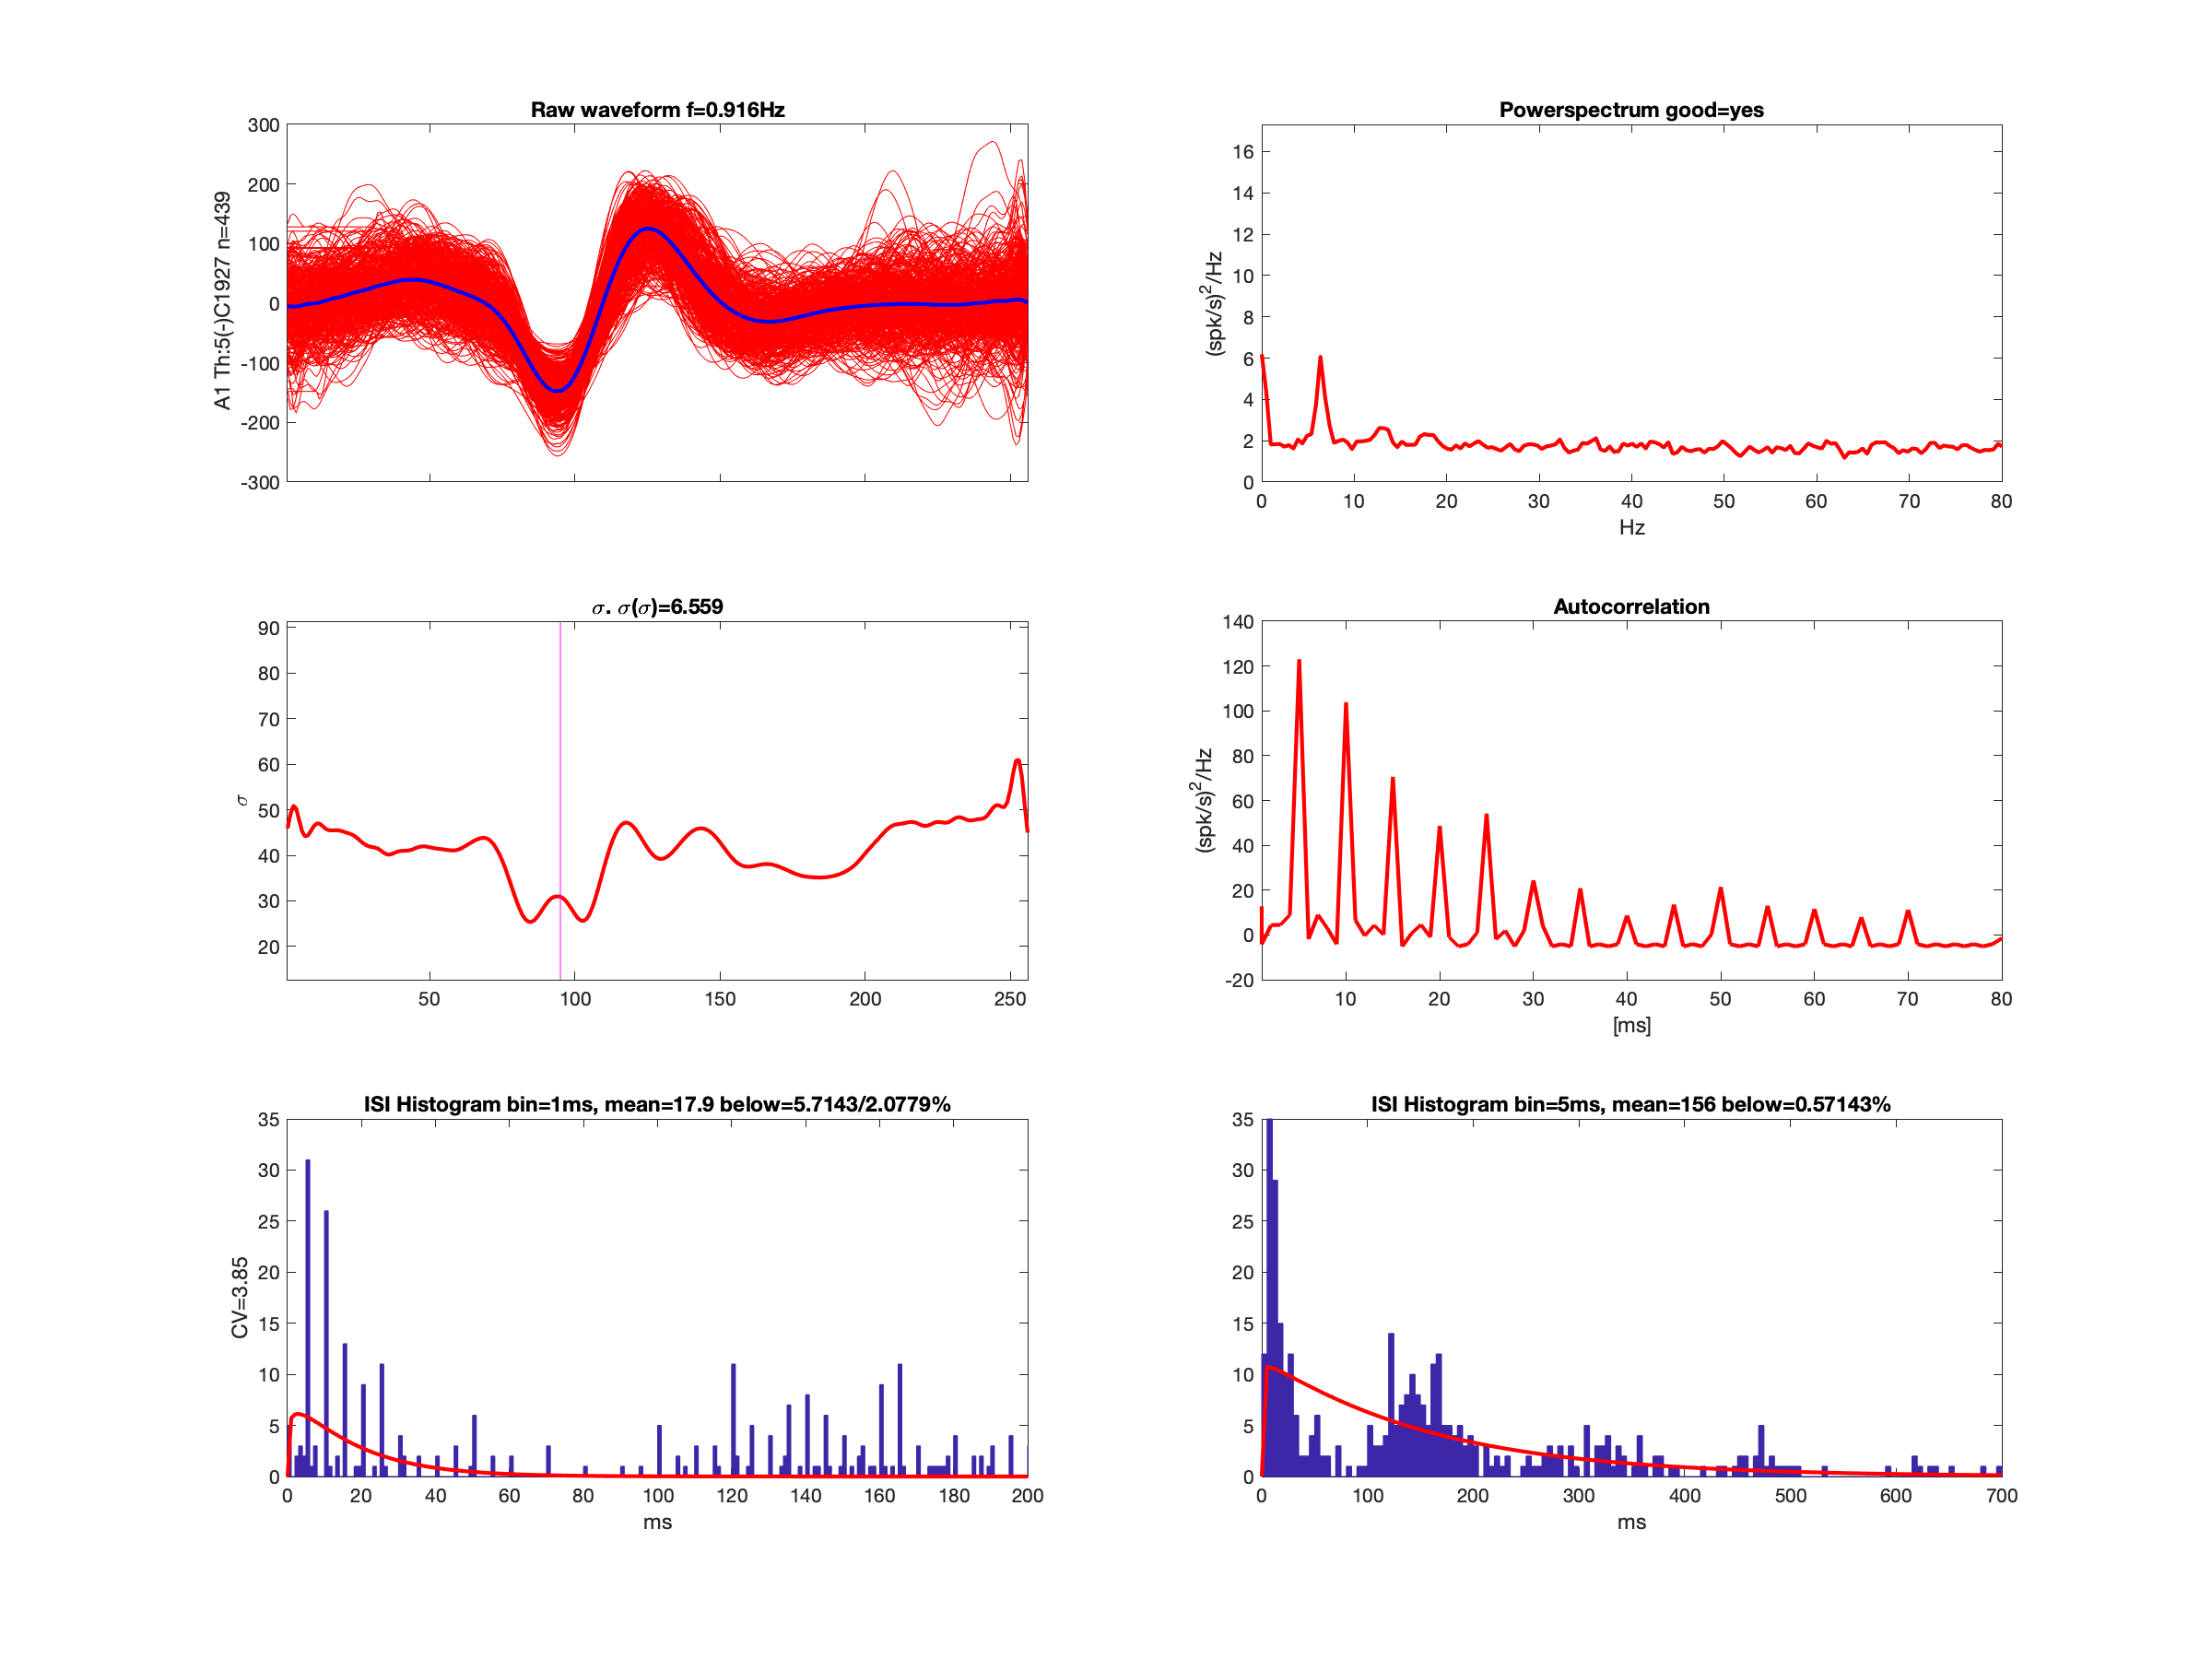 Raw waveform f=0.916Hz
A1 Th:5(-)C1927 n=439
300
200
100
0
-100
-200
-300
Powerspectrum good=yes
(spk/s)²/Hz
16
14
12
10
8
6
4
2
0
0 10 20 30 40 50 60 70 80
Hz
σ. σ(σ)=6.559
σ
90
80
70
60
50
40
30
20
50 100 150 200 250
Autocorrelation
(spk/s)²/Hz
140
120
100
80
60
40
20
0
-20
10 20 30 40 50 60 70 80
[ms]
ISI Histogram bin=1ms, mean=17.9 below=5.7143/2.0779%
CV=3.85
35
30
25
20
15
10
5
0
0 20 40 60 80 100 120 140 160 180 200
ms
ISI Histogram bin=5ms, mean=156 below=0.57143%
35
30
25
20
15
10
5
0
0 100 200 300 400 500 600 700
ms